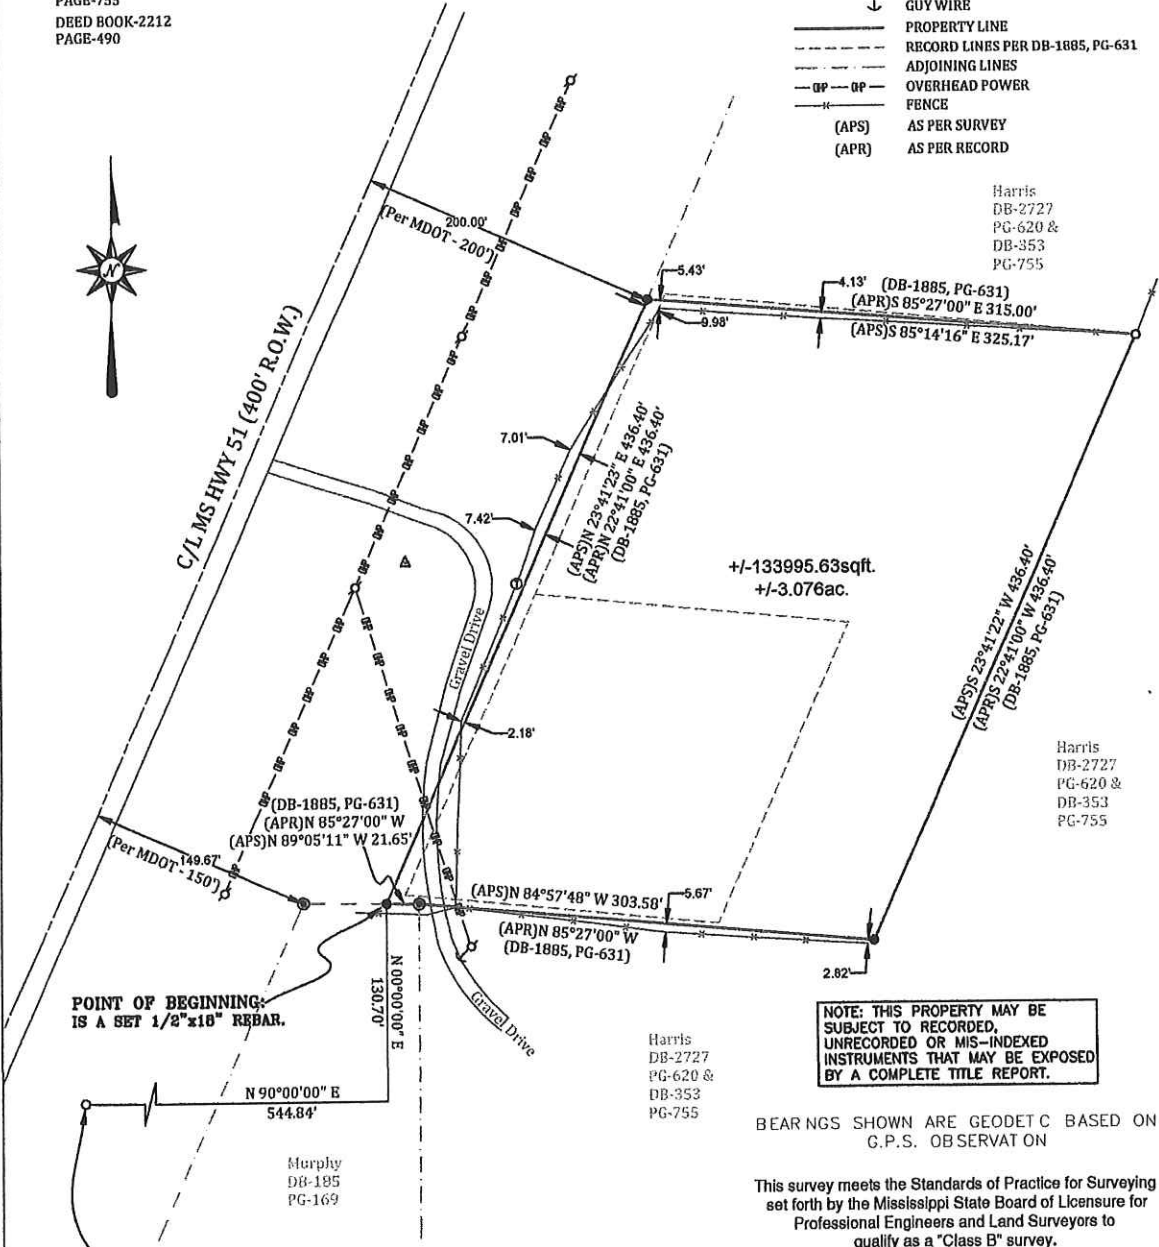 PAGE-755
DEED BOOK-2212
PAGE-490
GUY WIRE
PROPERTY LINE
RECORD LINES PER DB-1885, PG-631
ADJOINING LINES
OHP OHP OVERHEAD POWER
FENCE
(APS) AS PER SURVEY
(APR) AS PER RECORD
Harris
DB-2727
PG-620 &
DB-353
PG-755
N
C/L MS HWY 51 (400' R.O.W.)
200.00'
(Per MDOT - 200')
5.43'
9.98'
4.13'
(DB-1885, PG-631)
(APR)S 85°27'00" E 315.00'
(APS)S 85°14'16" E 325.17'
7.01'
7.42'
(APS)N 23°41'23" E 436.40'
(APR)N 22°41'00" E 436.40'
(DB-1885, PG-631)
+/-133995.63sqft.
+/-3.076ac.
(APS)S 23°41'22" W 436.40'
(APR)S 22°41'00" W 436.40'
(DB-1885, PG-631)
Gravel Drive
2.18'
Harris
DB-2727
PG-620 &
DB-353
PG-755
(DB-1885, PG-631)
(APR)N 85°27'00" W
(APS)N 89°05'11" W 21.65'
149.67'
(Per MDOT - 150')
(APS)N 84°57'48" W 303.58'
5.67'
(APR)N 85°27'00" W
(DB-1885, PG-631)
2.82'
POINT OF BEGINNING:
IS A SET 1/2"x18" REBAR.
N 00°00'00" E
130.70'
Gravel Drive
N 90°00'00" E
544.84'
Murphy
DB-185
PG-169
Harris
DB-2727
PG-620 &
DB-353
PG-755
NOTE: THIS PROPERTY MAY BE
SUBJECT TO RECORDED,
UNRECORDED OR MIS-INDEXED
INSTRUMENTS THAT MAY BE EXPOSED
BY A COMPLETE TITLE REPORT.
BEAR NGS SHOWN ARE GEODET C BASED ON
G.P.S. OBSERVAT ON
This survey meets the Standards of Practice for Surveying
set forth by the Mississippi State Board of Licensure for
Professional Engineers and Land Surveyors to
qualify as a "Class B" survey.